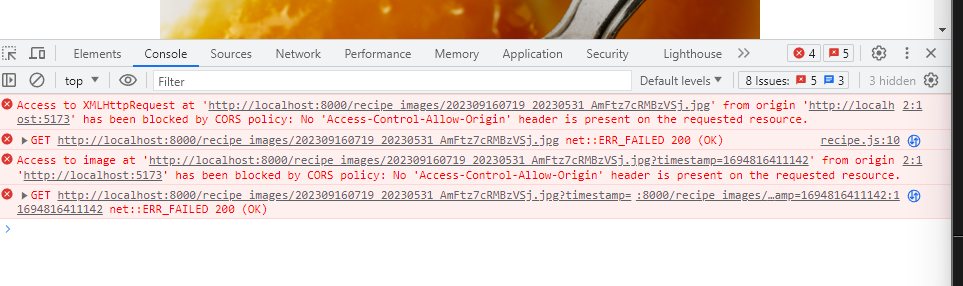 Elements Console Sources Network Performance Memory Application Security Lighthouse 4 5
top Filter Default levels 8 Issues: 5 3 3 hidden
Access to XMLHttpRequest at 'http://localhost:8000/recipe_images/202309160719_20230531_AmFtz7cRMBzVSj.jpg' from origin 'http://localh 2:1
ost:5173' has been blocked by CORS policy: No 'Access-Control-Allow-Origin' header is present on the requested resource.
GET http://localhost:8000/recipe_images/202309160719_20230531_AmFtz7cRMBzVSj.jpg net::ERR_FAILED 200 (OK) recipe.js:10
Access to image at 'http://localhost:8000/recipe_images/202309160719_20230531_AmFtz7cRMBzVSj.jpg?timestamp=1694816411142' from origin 2:1
'http://localhost:5173' has been blocked by CORS policy: No 'Access-Control-Allow-Origin' header is present on the requested resource.
GET http://localhost:8000/recipe_images/202309160719_20230531_AmFtz7cRMBzVSj.jpg?timestamp= :8000/recipe_images/…amp=1694816411142:1
1694816411142 net::ERR_FAILED 200 (OK)